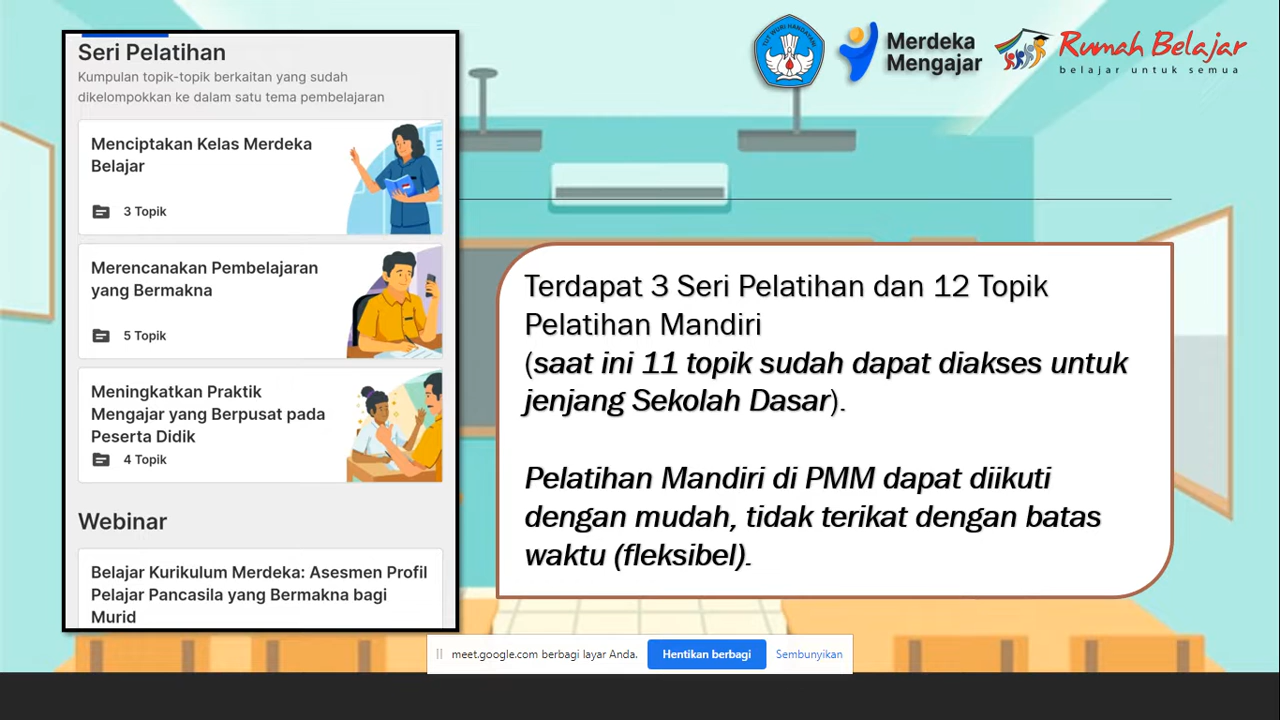 Seri Pelatihan
Kumpulan topik-topik berkaitan yang sudah
dikelompokkan ke dalam satu tema pembelajaran
Menciptakan Kelas Merdeka
Belajar
3 Topik
Merencanakan Pembelajaran
yang Bermakna
5 Topik
Meningkatkan Praktik
Mengajar yang Berpusat pada
Peserta Didik
4 Topik
Webinar
Belajar Kurikulum Merdeka: Asesmen Profil
Pelajar Pancasila yang Bermakna bagi
Murid
TUT WURI HANDAYANI
Merdeka
Mengajar
Rumah Belajar
belajar untuk semua
Terdapat 3 Seri Pelatihan dan 12 Topik
Pelatihan Mandiri
(saat ini 11 topik sudah dapat diakses untuk
jenjang Sekolah Dasar).
Pelatihan Mandiri di PMM dapat diikuti
dengan mudah, tidak terikat dengan batas
waktu (fleksibel).
meet.google.com berbagi layar Anda.
Hentikan berbagi
Sembunyikan